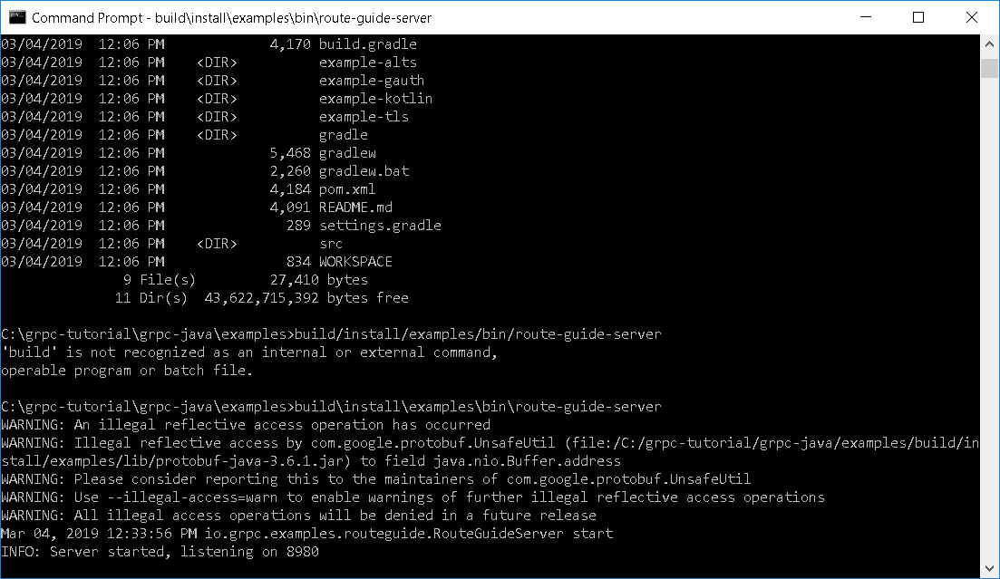 Command Prompt - build\install\examples\bin\route-guide-server
03/04/2019  12:06 PM             4,170 build.gradle
03/04/2019  12:06 PM    <DIR>          example-alts
03/04/2019  12:06 PM    <DIR>          example-gauth
03/04/2019  12:06 PM    <DIR>          example-kotlin
03/04/2019  12:06 PM    <DIR>          example-tls
03/04/2019  12:06 PM    <DIR>          gradle
03/04/2019  12:06 PM             5,468 gradlew
03/04/2019  12:06 PM             2,260 gradlew.bat
03/04/2019  12:06 PM             4,184 pom.xml
03/04/2019  12:06 PM             4,091 README.md
03/04/2019  12:06 PM               289 settings.gradle
03/04/2019  12:06 PM    <DIR>          src
03/04/2019  12:06 PM               834 WORKSPACE
               9 File(s)         27,410 bytes
              11 Dir(s)  43,622,715,392 bytes free
C:\grpc-tutorial\grpc-java\examples>build/install/examples/bin/route-guide-server
'build' is not recognized as an internal or external command,
operable program or batch file.
C:\grpc-tutorial\grpc-java\examples>build\install\examples\bin\route-guide-server
WARNING: An illegal reflective access operation has occurred
WARNING: Illegal reflective access by com.google.protobuf.UnsafeUtil (file:/C:/grpc-tutorial/grpc-java/examples/build/in
stall/examples/lib/protobuf-java-3.6.1.jar) to field java.nio.Buffer.address
WARNING: Please consider reporting this to the maintainers of com.google.protobuf.UnsafeUtil
WARNING: Use --illegal-access=warn to enable warnings of further illegal reflective access operations
WARNING: All illegal access operations will be denied in a future release
Mar 04, 2019 12:33:56 PM io.grpc.examples.routeguide.RouteGuideServer start
INFO: Server started, listening on 8980